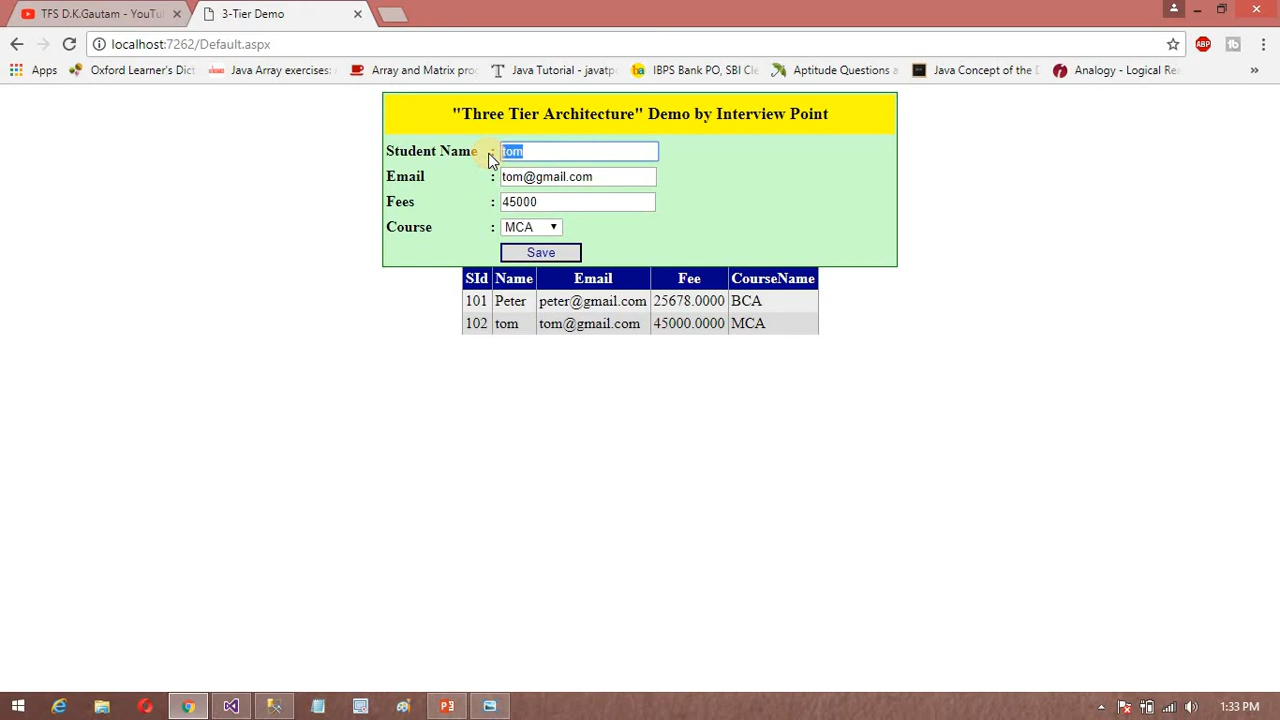 TFS D.K.Gautam - YouTu
3-Tier Demo
localhost:7262/Default.aspx
ABP
Apps
Oxford Learner's Dict
Java Array exercises:
Array and Matrix pro
Java Tutorial - javatp
IBPS Bank PO, SBI Cle
Aptitude Questions a
Java Concept of the D
Analogy - Logical Rea
"Three Tier Architecture" Demo by Interview Point
Student Name : tom
Email : tom@gmail.com
Fees : 45000
Course : MCA
Save
SId Name Email Fee CourseName
101 Peter peter@gmail.com 25678.0000 BCA
102 tom tom@gmail.com 45000.0000 MCA
1:33 PM